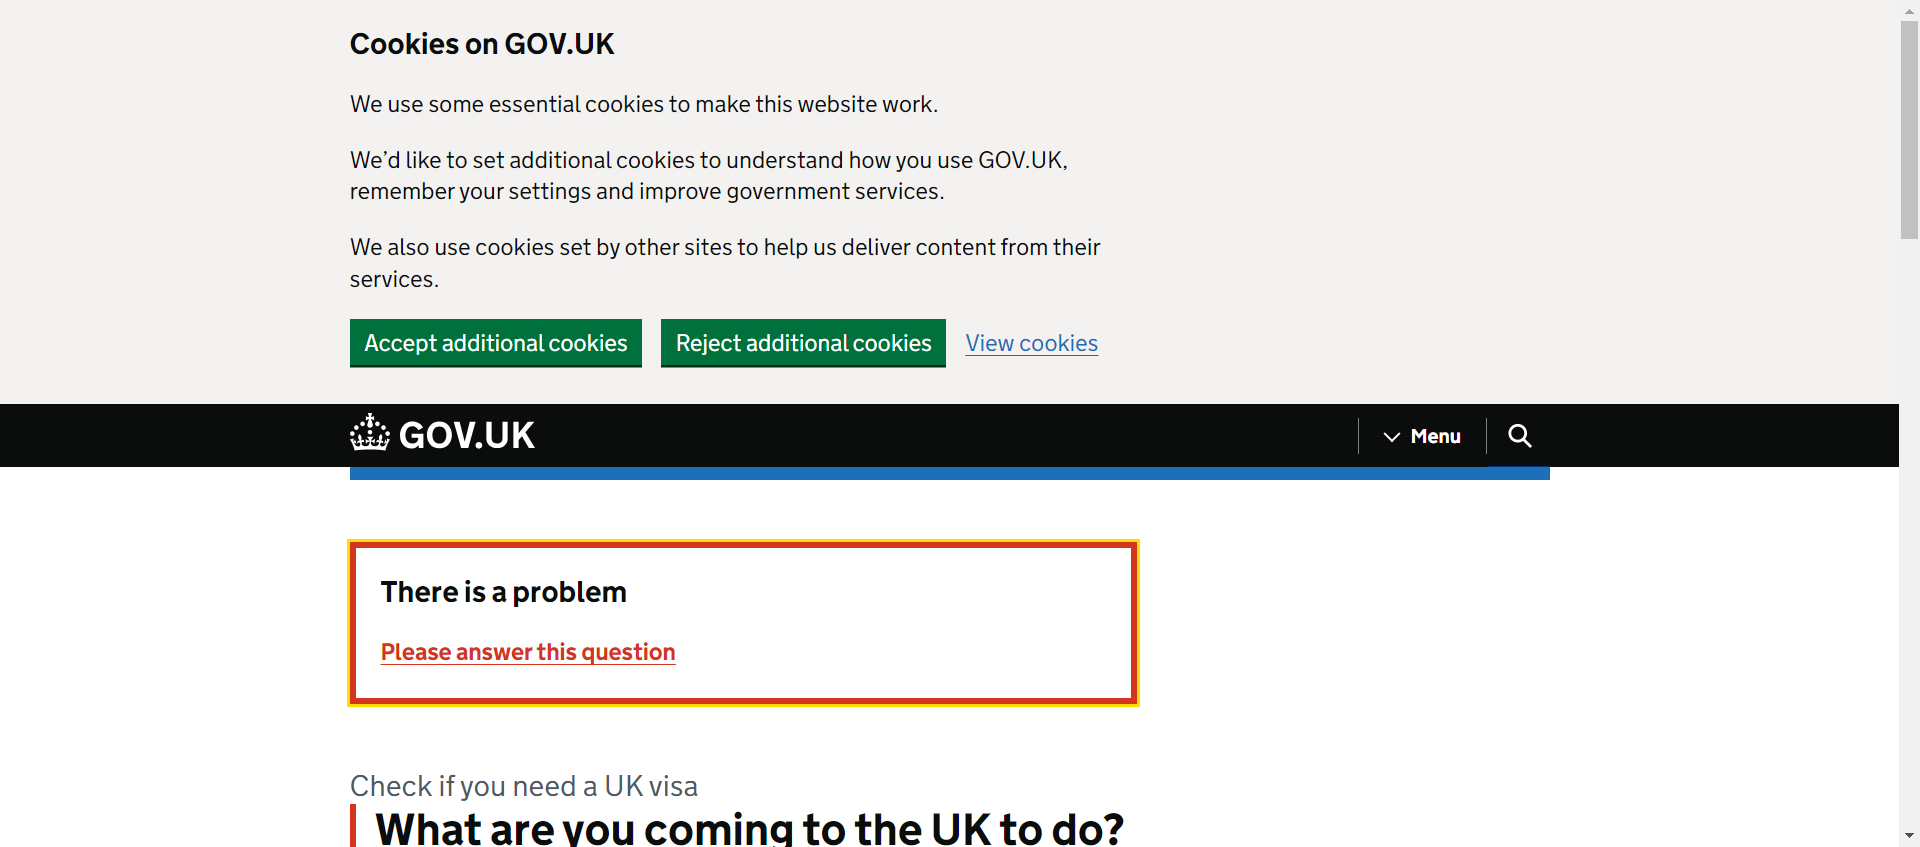 Cookies on GOV.UK
We use some essential cookies to make this website work.
We’d like to set additional cookies to understand how you use GOV.UK,
remember your settings and improve government services.
We also use cookies set by other sites to help us deliver content from their
services.
Accept additional cookies Reject additional cookies View cookies
GOV.UK Menu
There is a problem
Please answer this question
Check if you need a UK visa
What are you coming to the UK to do?